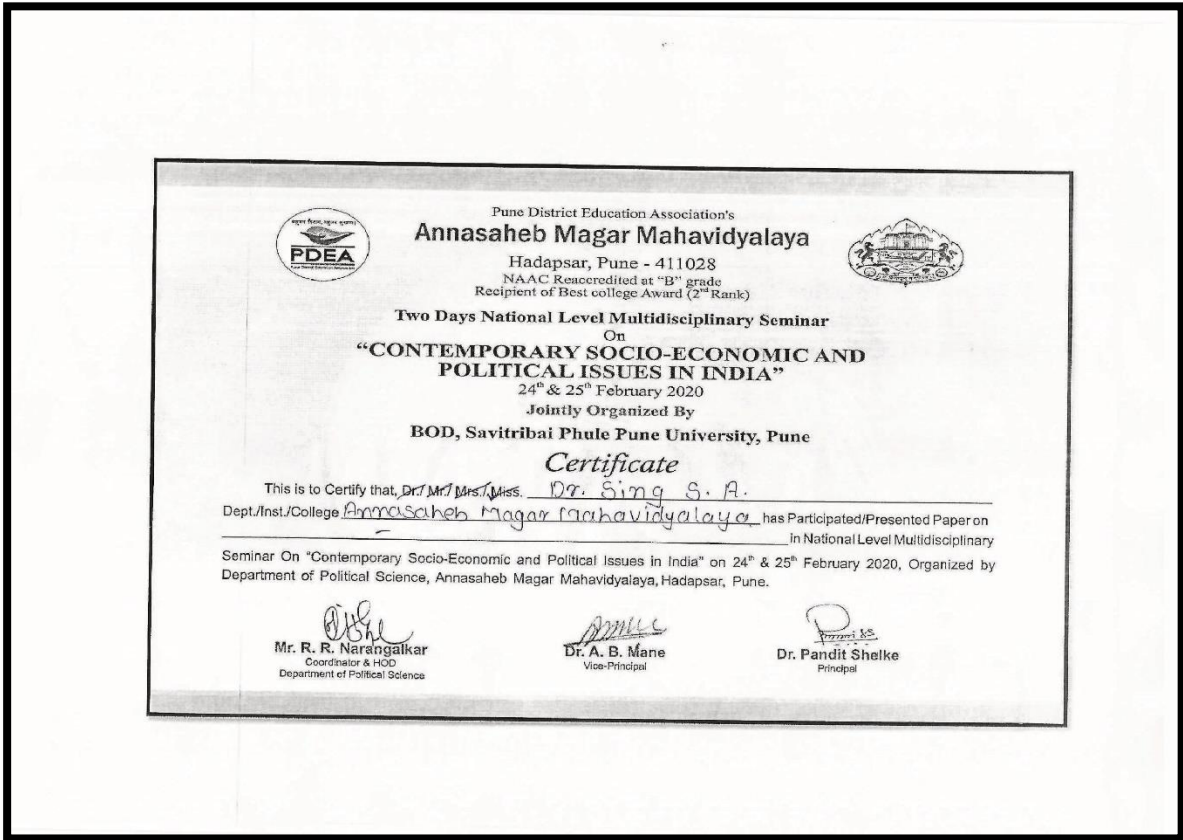 PDEA
Pune District Education Association's
Annasaheb Magar Mahavidyalaya
Hadapsar, Pune - 411028
NAAC Reaccredited at "B" grade
Recipient of Best college Award (2nd Rank)
Two Days National Level Multidisciplinary Seminar
On
"CONTEMPORARY SOCIO-ECONOMIC AND
POLITICAL ISSUES IN INDIA"
24th & 25th February 2020
Jointly Organized By
BOD, Savitribai Phule Pune University, Pune
Certificate
This is to Certify that, Dr./ Mr./ Mrs./ Miss. Dr. Sing S. A.
Dept./Inst./College Annasaheb Magar Mahavidyalaya has Participated/Presented Paper on
– in National Level Multidisciplinary
Seminar On "Contemporary Socio-Economic and Political Issues in India" on 24th & 25th February 2020, Organized by
Department of Political Science, Annasaheb Magar Mahavidyalaya, Hadapsar, Pune.
Mr. R. R. Narangalkar
Coordinator & HOD
Department of Political Science
Dr. A. B. Mane
Vice-Principal
Dr. Pandit Shelke
Principal